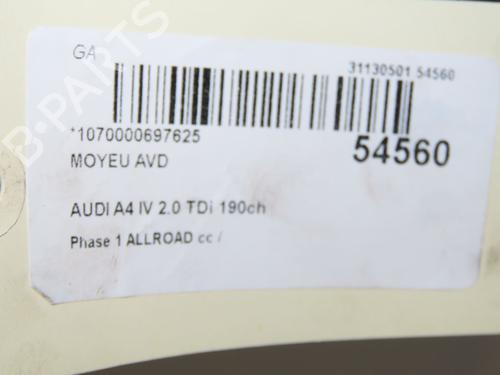 GA
31130501 54560
*1070000697625
54560
MOYEU AVD
AUDI A4 IV 2.0 TDi 190ch
Phase 1 ALLROAD cc /
B-PARTS